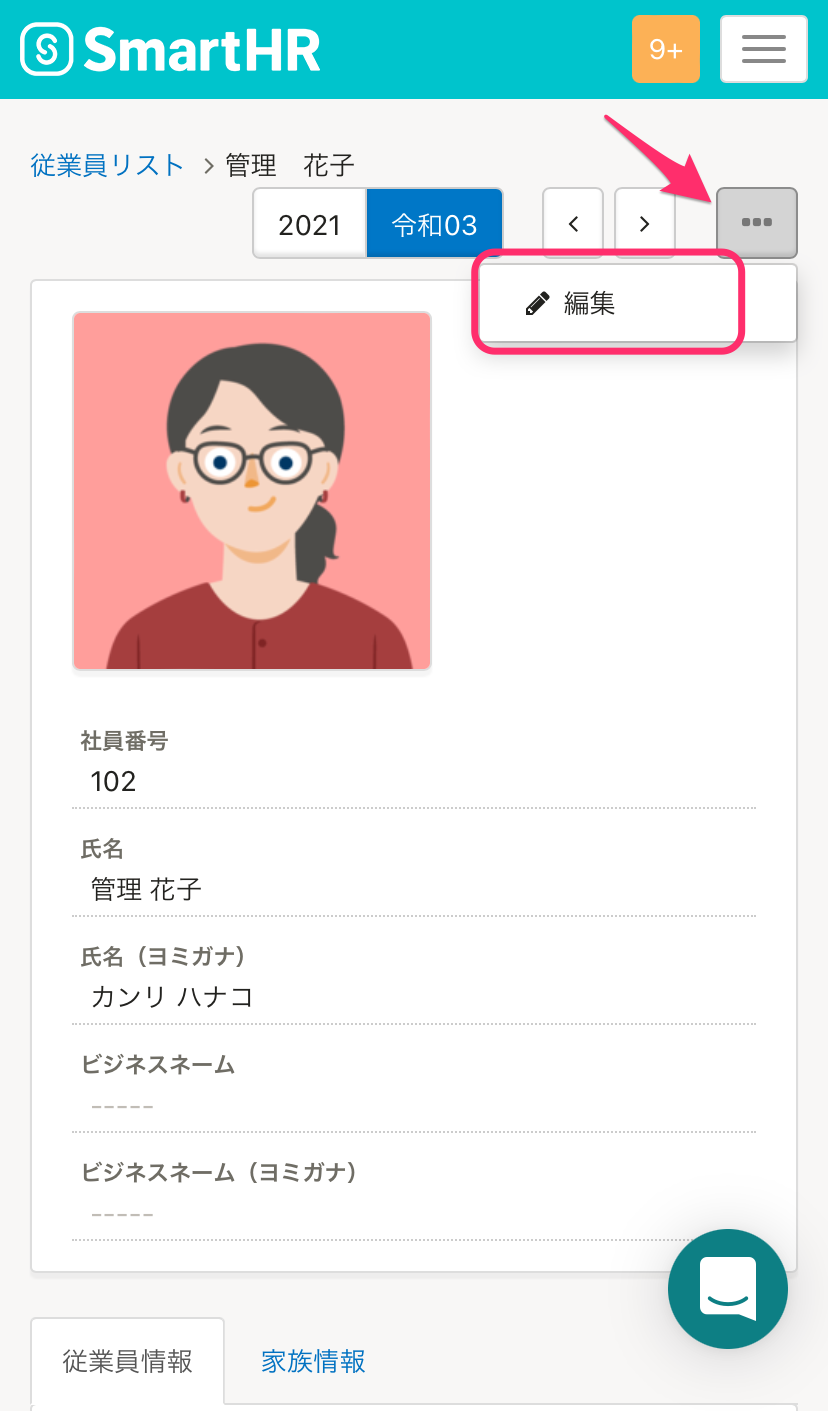 SmartHR
9+
従業員リスト > 管理　花子
2021 令和03 < >
編集
社員番号
102
氏名
管理 花子
氏名（ヨミガナ）
カンリ ハナコ
ビジネスネーム
-----
ビジネスネーム（ヨミガナ）
-----
従業員情報 家族情報